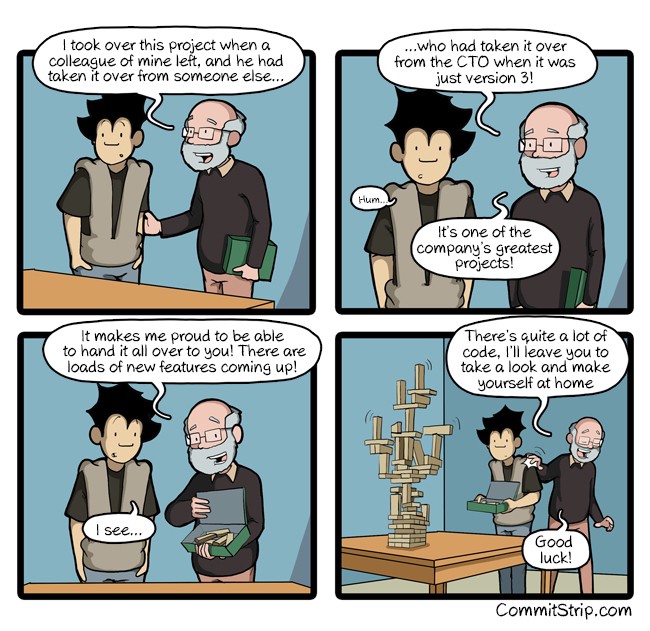 I took over this project when a
colleague of mine left, and he had
taken it over from someone else...
...who had taken it over
from the CTO when it was
just version 3!
Hum...
It's one of the
company's greatest
projects!
It makes me proud to be able
to hand it all over to you! There are
loads of new features coming up!
I see...
There's quite a lot of
code, I'll leave you to
take a look and make
yourself at home
Good
luck!
CommitStrip.com